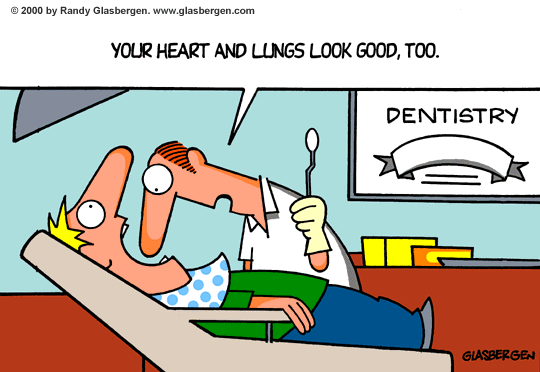 © 2000 by Randy Glasbergen. www.glasbergen.com
YOUR HEART AND LUNGS LOOK GOOD, TOO.
DENTISTRY
GLASBERGEN